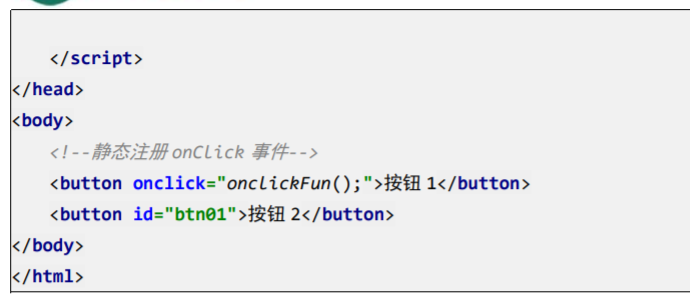 </script>
</head>
<body>
<!--静态注册 onClick 事件-->
<button onclick="onclickFun();">按钮 1</button>
<button id="btn01">按钮 2</button>
</body>
</html>